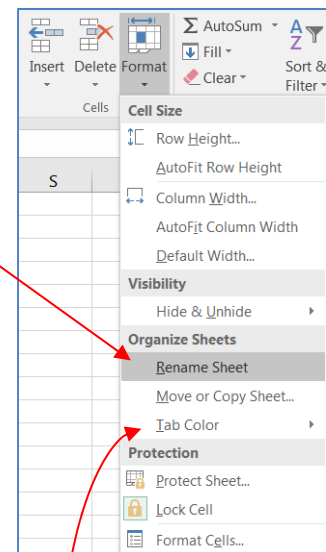 Insert Delete Format
Σ AutoSum
Fill
Clear
A
Z
Sort &
Filter
Cells
S
Cell Size
Row Height...
AutoFit Row Height
Column Width...
AutoFit Column Width
Default Width...
Visibility
Hide & Unhide
Organize Sheets
Rename Sheet
Move or Copy Sheet...
Tab Color
Protection
Protect Sheet...
Lock Cell
Format Cells...